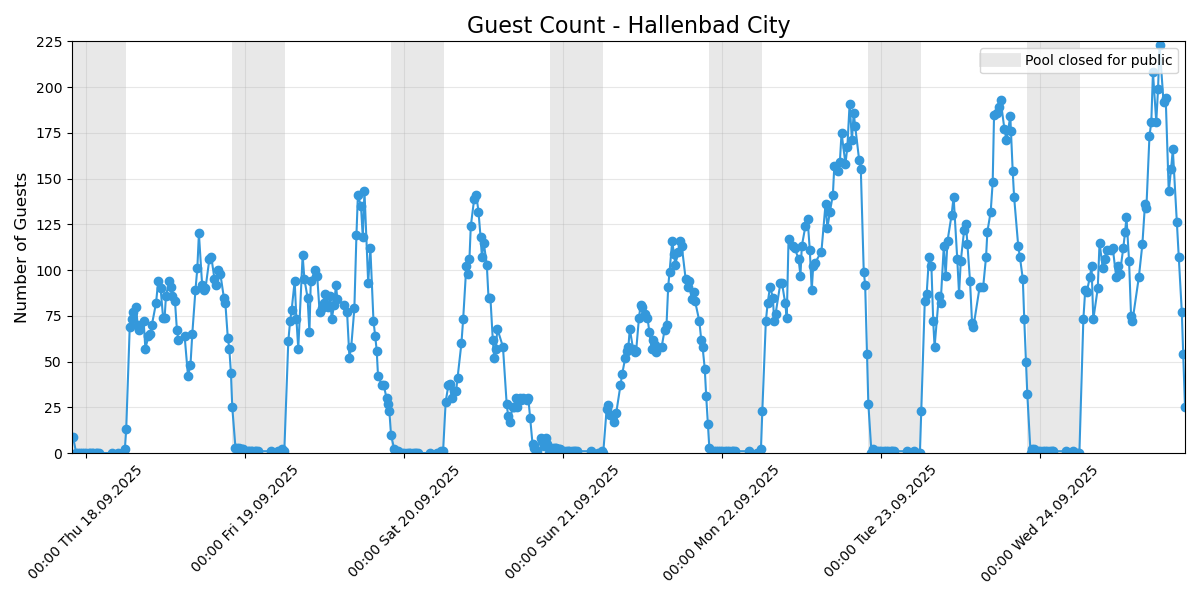 Guest Count - Hallenbad City
Pool closed for public
Number of Guests
225
200
175
150
125
100
75
50
25
0
00:00 Thu 18.09.2025
00:00 Fri 19.09.2025
00:00 Sat 20.09.2025
00:00 Sun 21.09.2025
00:00 Mon 22.09.2025
00:00 Tue 23.09.2025
00:00 Wed 24.09.2025